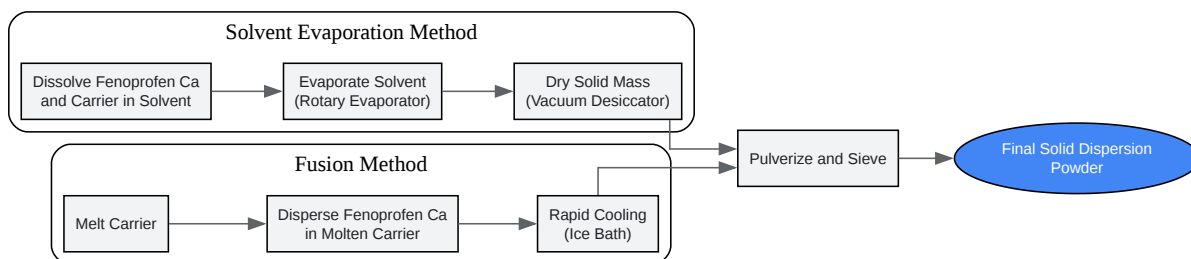 Solvent Evaporation Method
Dissolve Fenoprofen Ca
and Carrier in Solvent
Evaporate Solvent
(Rotary Evaporator)
Dry Solid Mass
(Vacuum Desiccator)
Fusion Method
Melt Carrier
Disperse Fenoprofen Ca
in Molten Carrier
Rapid Cooling
(Ice Bath)
Pulverize and Sieve
Final Solid Dispersion
Powder